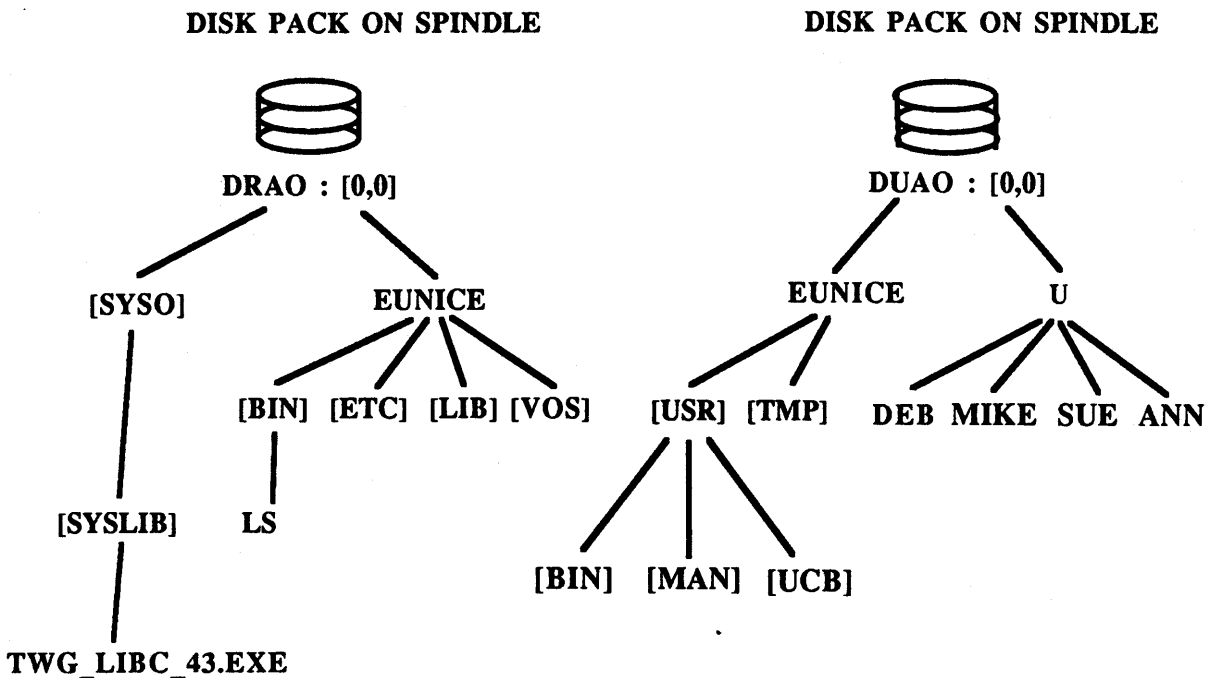 DISK PACK ON SPINDLE DISK PACK ON SPINDLE
DRAO : [0,0] DUAO : [0,0]
[SYSO] EUNICE EUNICE U
[BIN] [ETC] [LIB] [VOS] [USR] [TMP] DEB MIKE SUE ANN
[SYSLIB] LS
[BIN] [MAN] [UCB]
TWG_LIBC_43.EXE